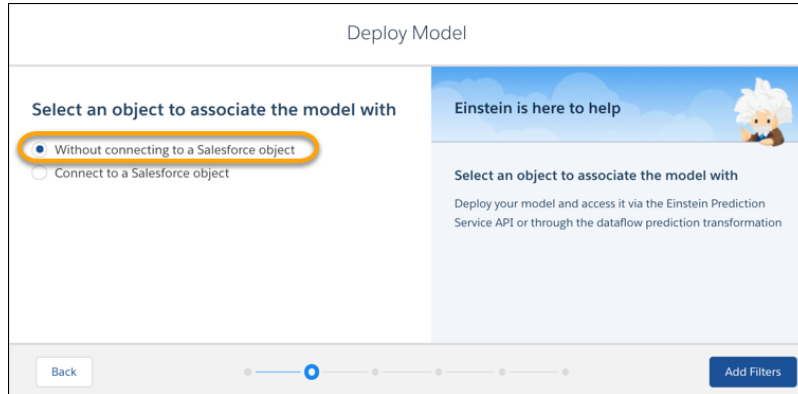 Deploy Model
Select an object to associate the model with
Without connecting to a Salesforce object
Connect to a Salesforce object
Einstein is here to help
Select an object to associate the model with
Deploy your model and access it via the Einstein Prediction
Service API or through the dataflow prediction transformation
Back
Add Filters